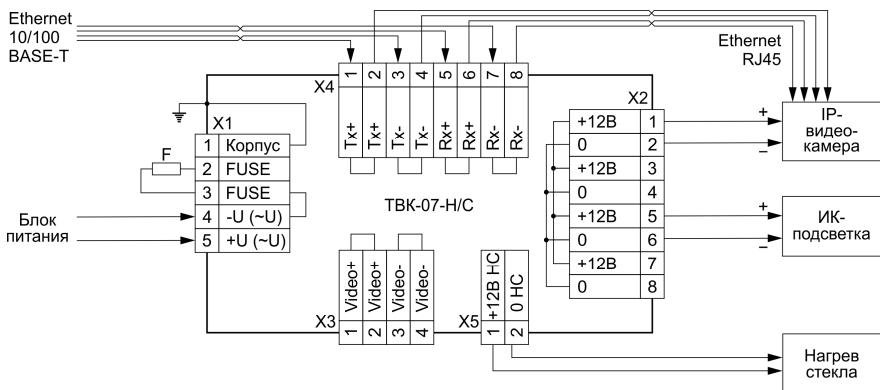 Ethernet
10/100
BASE-T
Ethernet
RJ45
X4
1 2 3 4 5 6 7 8
Tx+ Tx+ Tx- Tx- Rx+ Rx+ Rx- Rx-
X1
1 Корпус
2 FUSE
3 FUSE
4 -U (~U)
5 +U (~U)
F
Блок
питания
ТВК-07-Н/С
X2
+12В 1
0 2
+12В 3
0 4
+12В 5
0 6
+12В 7
0 8
+
−
IP-
видео-
камера
+
−
ИК-
подсветка
X3
Video+ Video+ Video- Video-
1 2 3 4
X5
+12В НС 0 НС
1 2
Нагрев
стекла